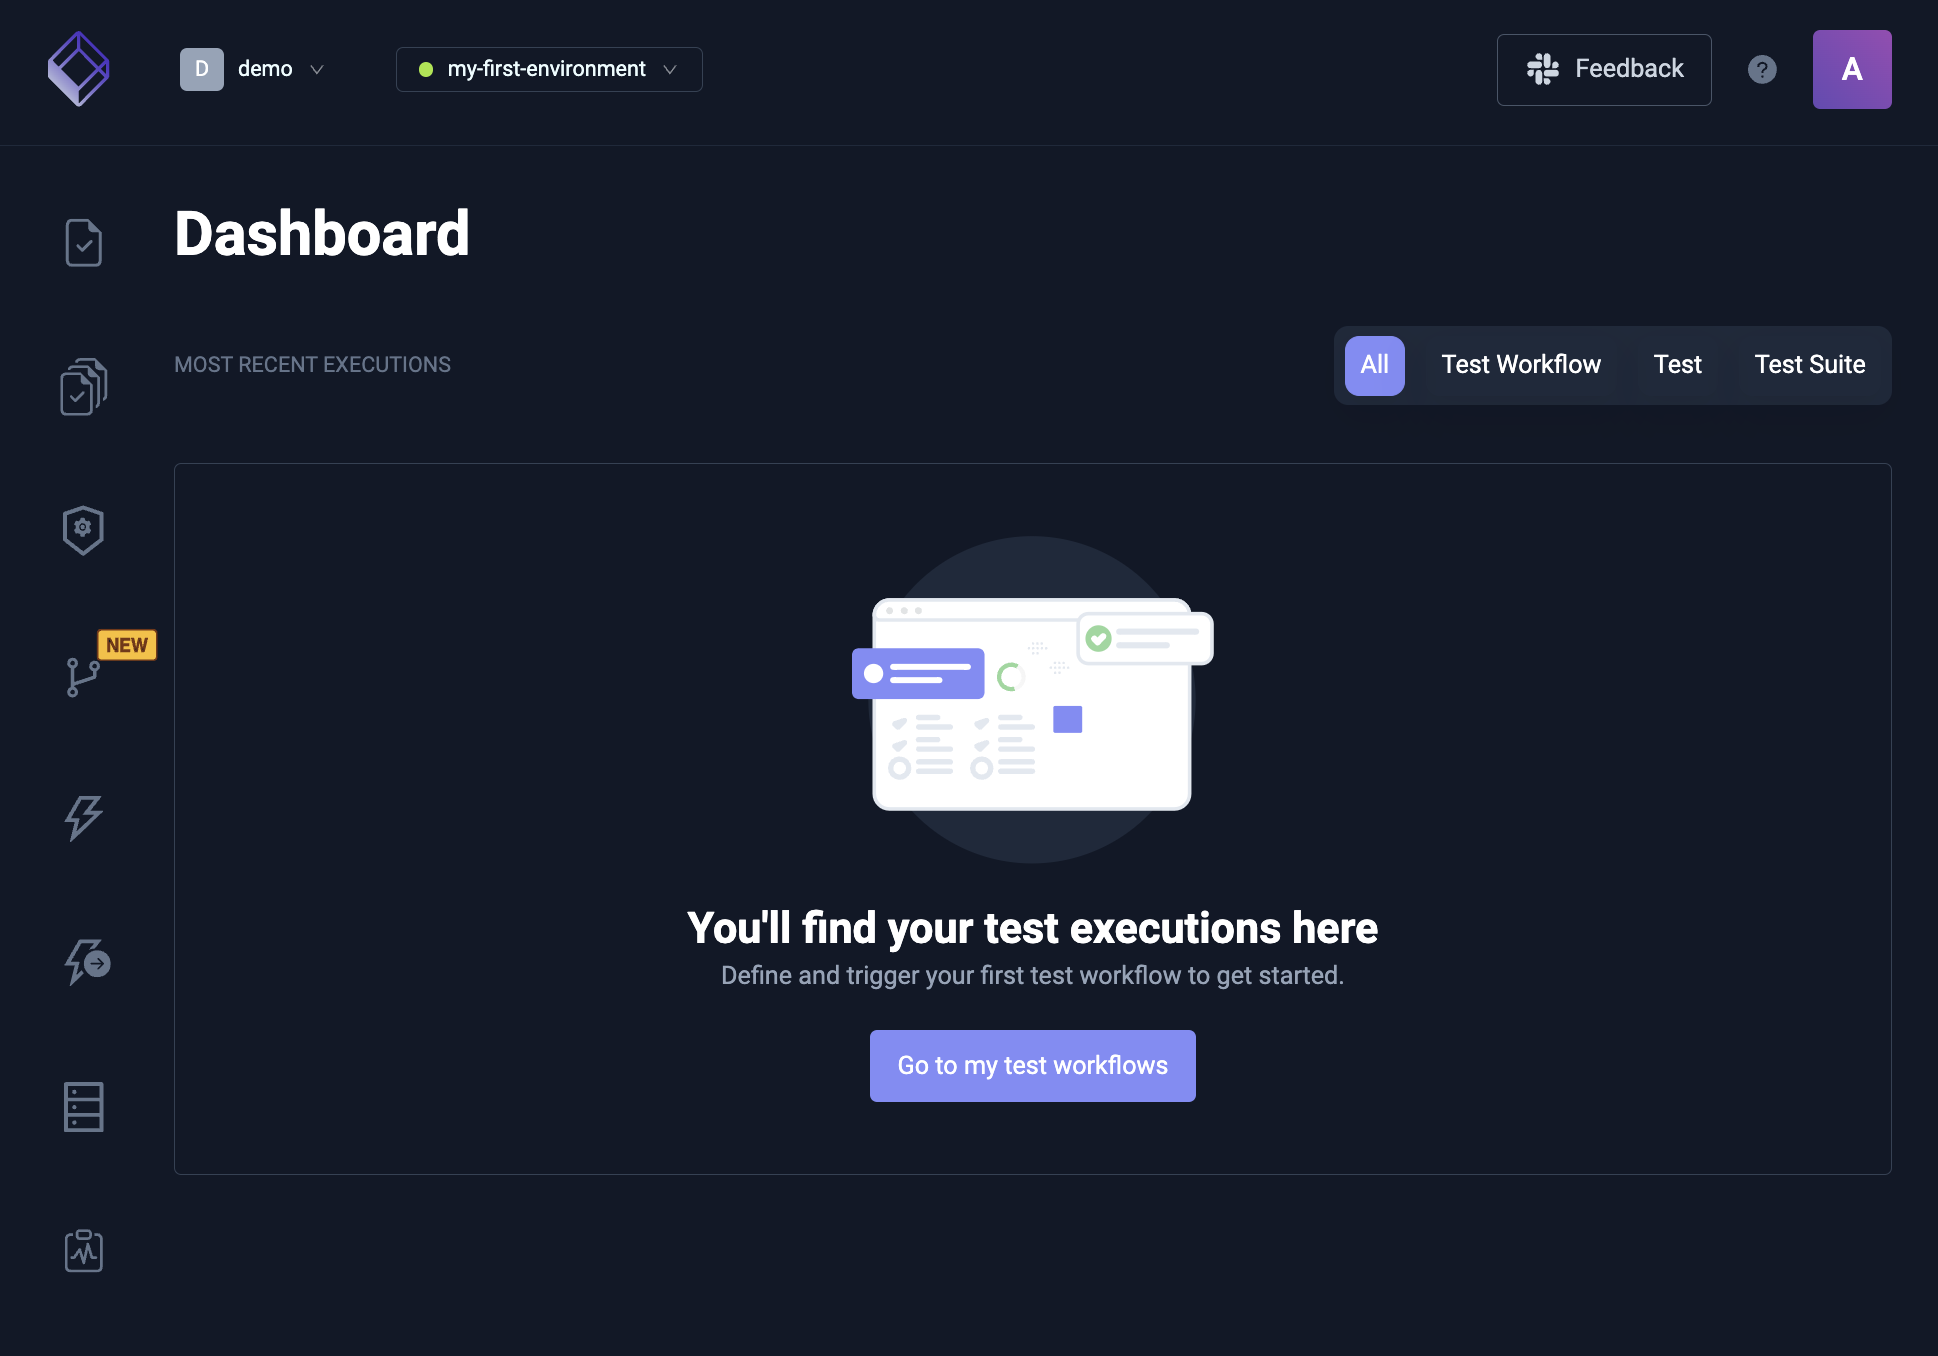 D demo my-first-environment Feedback ? A
Dashboard
MOST RECENT EXECUTIONS All Test Workflow Test Test Suite
NEW
You'll find your test executions here
Define and trigger your first test workflow to get started.
Go to my test workflows